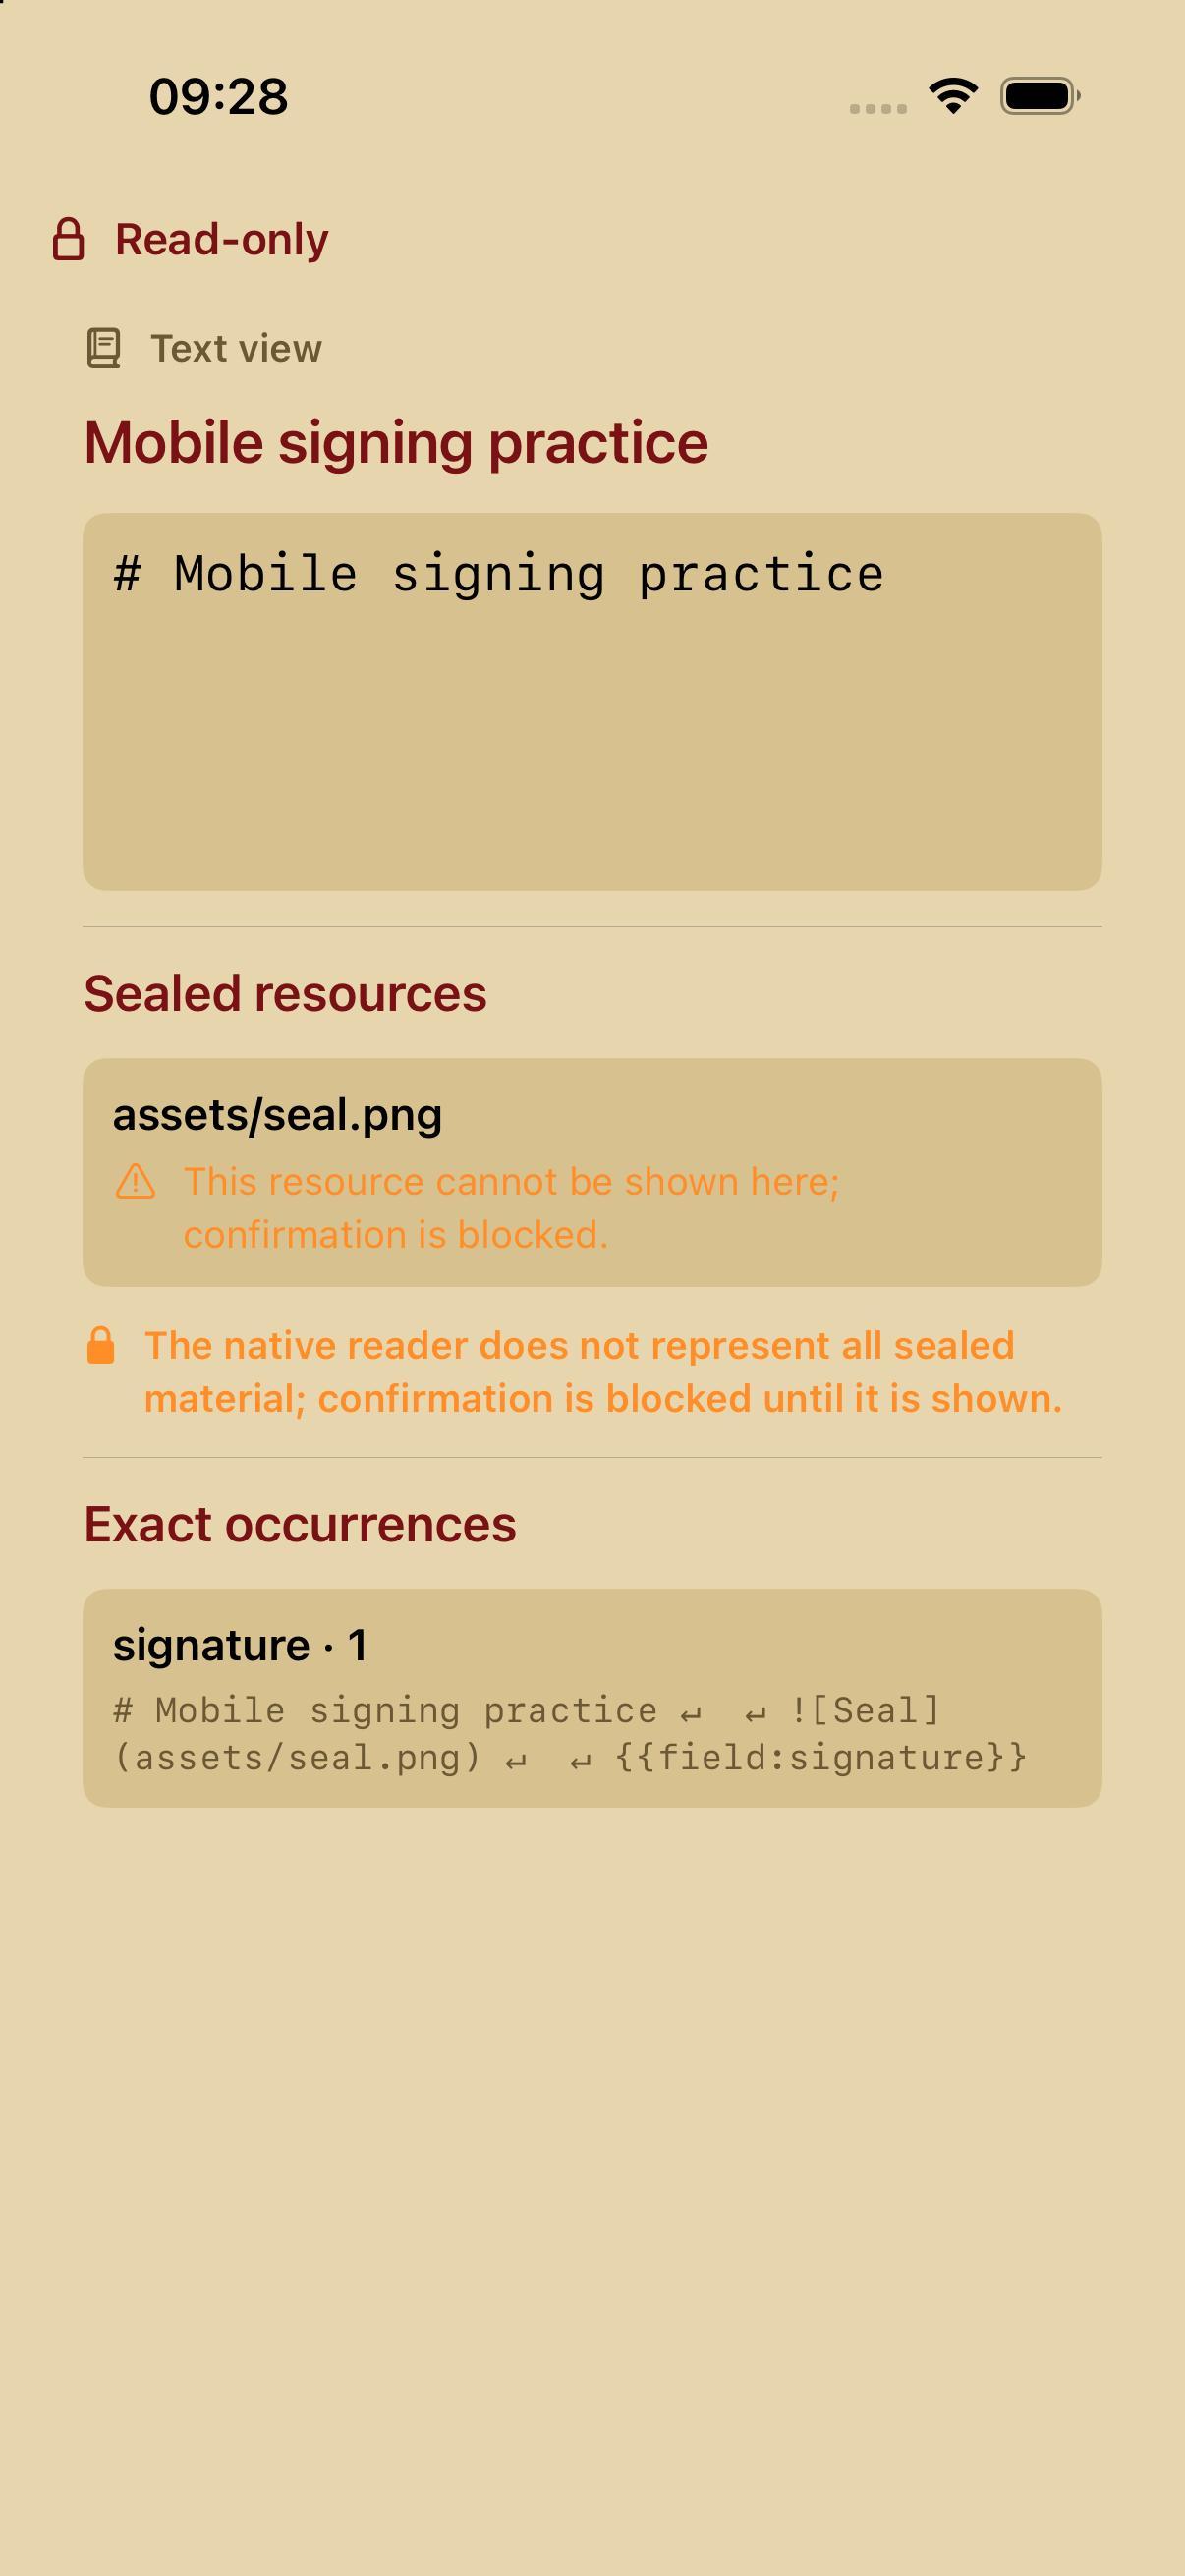 09:28
Read-only
Text view
Mobile signing practice
# Mobile signing practice
Sealed resources
assets/seal.png
This resource cannot be shown here;
confirmation is blocked.
The native reader does not represent all sealed
material; confirmation is blocked until it is shown.
Exact occurrences
signature · 1
# Mobile signing practice ↵  ↵ ![Seal]
(assets/seal.png) ↵  ↵ {{field:signature}}